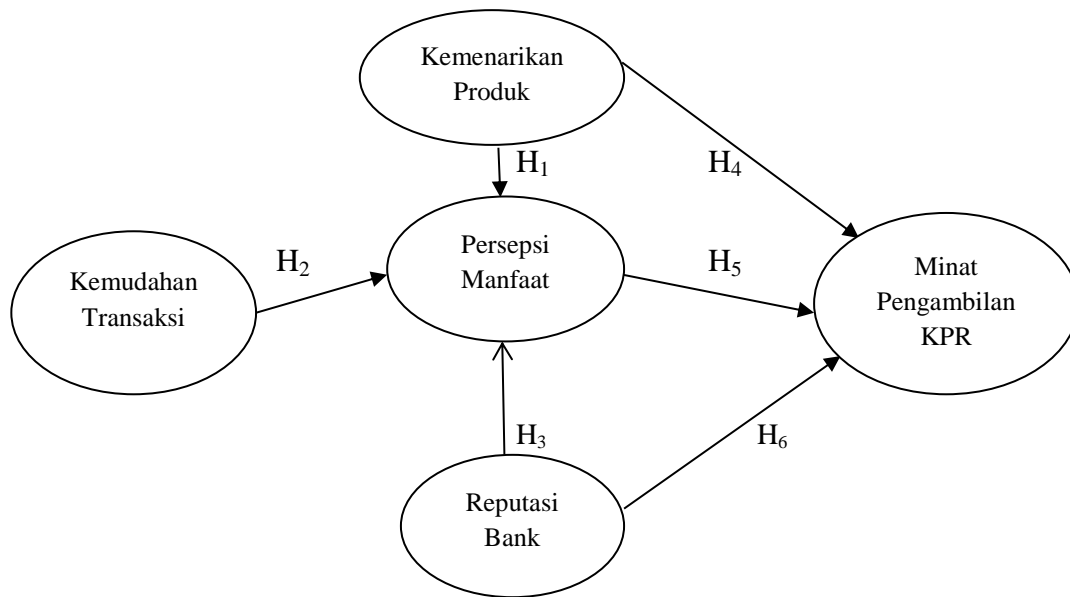 Kemenarikan
Produk
H₁
H₄
Kemudahan
Transaksi
H₂
Persepsi
Manfaat
H₅
Minat
Pengambilan
KPR
H₃
H₆
Reputasi
Bank